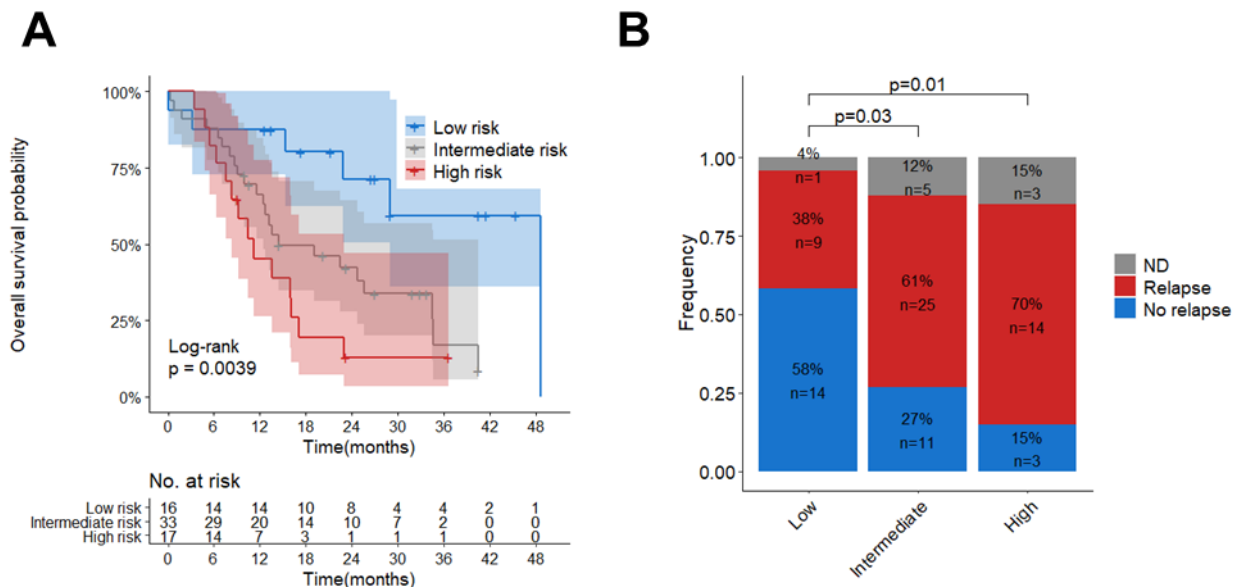 A
Overall survival probability
100%
75%
50%
25%
0%
Low risk
Intermediate risk
High risk
Log-rank
p = 0.0039
0 6 12 18 24 30 36 42 48
Time(months)
No. at risk
Low risk 16 14 14 10 8 4 4 2 1
Intermediate risk 33 29 20 14 10 7 2 0 0
High risk 17 14 7 3 1 1 1 0 0
0 6 12 18 24 30 36 42 48
Time(months)
B
p=0.01
p=0.03
Frequency
1.00
0.75
0.50
0.25
0.00
4%
n=1
38%
n=9
58%
n=14
12%
n=5
61%
n=25
27%
n=11
15%
n=3
70%
n=14
15%
n=3
Low
Intermediate
High
ND
Relapse
No relapse